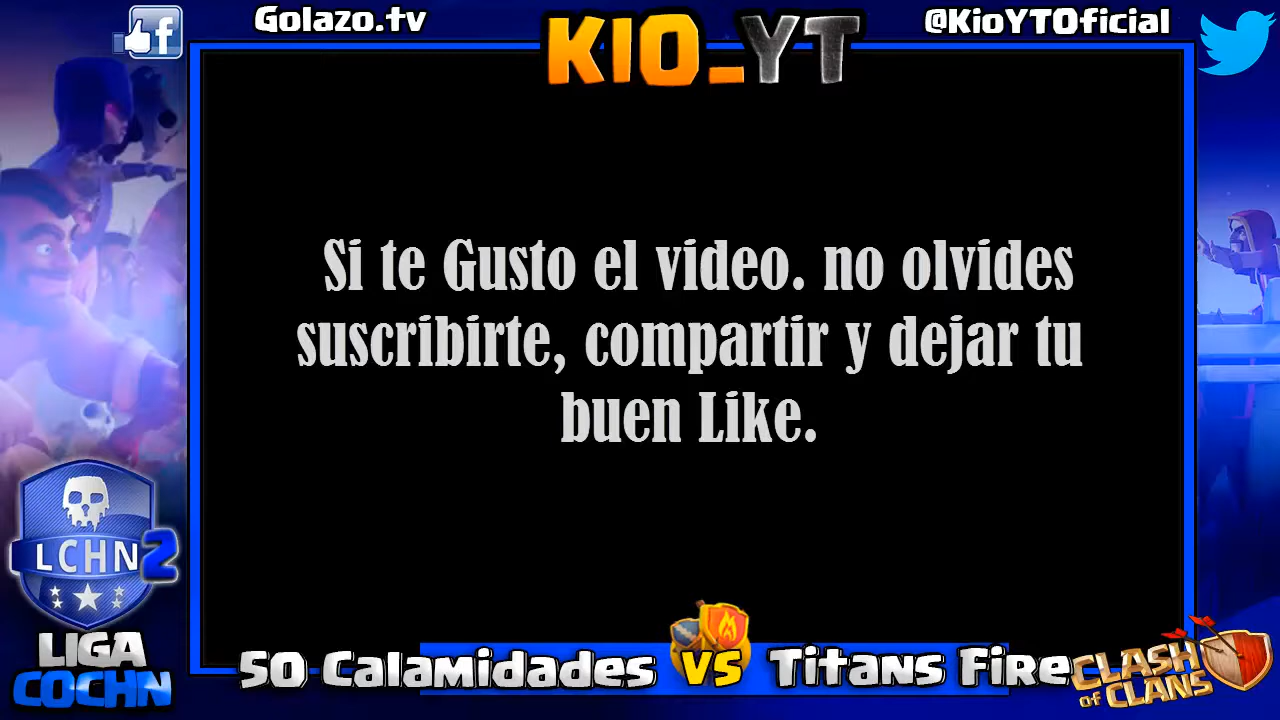 Golazo.tv
KIO_YT
@KioYTOficial
Si te Gusto el video. no olvides
suscribirte, compartir y dejar tu
buen Like.
LCHN2
LIGA
COCHN
50 Calamidades VS Titans Fire
CLASH
of CLANS